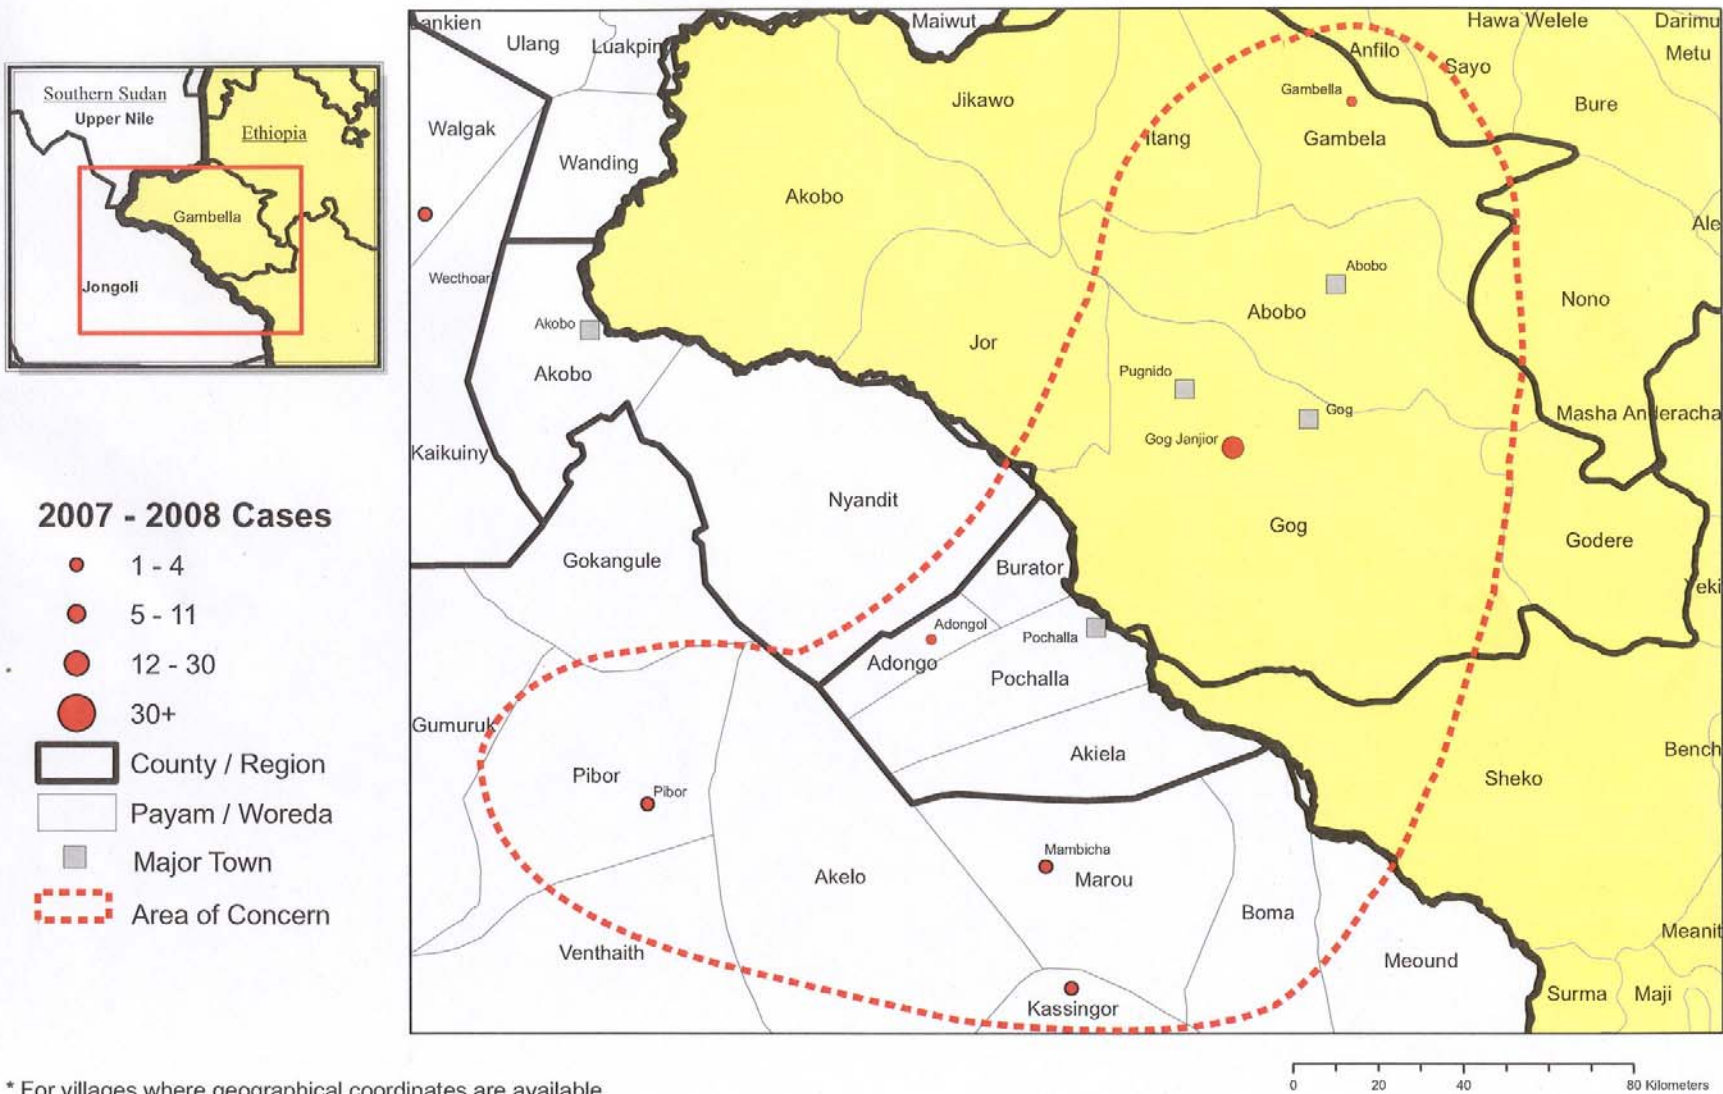 Southern Sudan
Upper Nile
Ethiopia
Gambella
Jongoli
2007 - 2008 Cases
1 - 4
5 - 11
12 - 30
30+
County / Region
Payam / Woreda
Major Town
Area of Concern
Ulang
Maiwut
Hawa Welele
Anfilo
Sayo
Metu
Jikawo
Gambella
Bure
Walgak
Itang
Gambela
Wanding
Akobo
Abobo
Abobo
Nono
Akobo
Akobo
Jor
Pugnido
Gog
Masha Anderacha
Gog Janjior
Kaikuiny
Nyandit
Gog
Godere
Gokangule
Burator
Adongol
Pochalla
Adongo
Pochalla
Gumuruk
Akiela
Bench
Sheko
Pibor
Pibor
Mambicha
Akelo
Marou
Boma
Venthaith
Meound
Meanit
Kassingor
Surma
Maji
0 20 40 80 Kilometers
* For villages where geographical coordinates are available